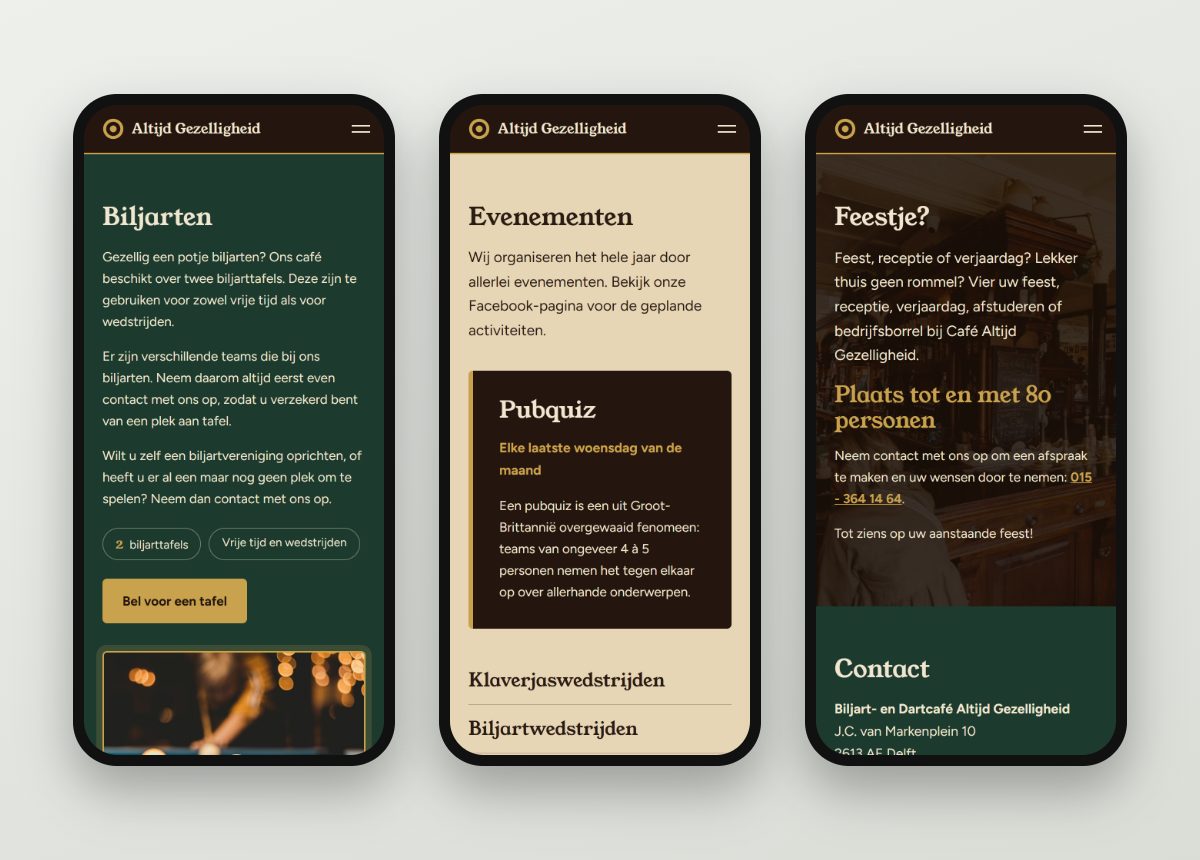 Altijd Gezelligheid
Biljarten
Gezellig een potje biljarten? Ons café
beschikt over twee biljarttafels. Deze zijn te
gebruiken voor zowel vrije tijd als voor
wedstrijden.
Er zijn verschillende teams die bij ons
biljarten. Neem daarom altijd eerst even
contact met ons op, zodat u verzekerd bent
van een plek aan tafel.
Wilt u zelf een biljartvereniging oprichten, of
heeft u er al een maar nog geen plek om te
spelen? Neem dan contact met ons op.
2 biljarttafels
Vrije tijd en wedstrijden
Bel voor een tafel
Altijd Gezelligheid
Evenementen
Wij organiseren het hele jaar door
allerlei evenementen. Bekijk onze
Facebook-pagina voor de geplande
activiteiten.
Pubquiz
Elke laatste woensdag van de
maand
Een pubquiz is een uit Groot-
Brittannië overgewaaid fenomeen:
teams van ongeveer 4 à 5
personen nemen het tegen elkaar
op over allerhande onderwerpen.
Klaverjaswedstrijden
Biljartwedstrijden
Altijd Gezelligheid
Feestje?
Feest, receptie of verjaardag? Lekker
thuis geen rommel? Vier uw feest,
receptie, verjaardag, afstuderen of
bedrijfsborrel bij Café Altijd
Gezelligheid.
Plaats tot en met 80
personen
Neem contact met ons op om een afspraak
te maken en uw wensen door te nemen: 015
- 364 14 64.
Tot ziens op uw aanstaande feest!
Contact
Biljart- en Dartcafé Altijd Gezelligheid
J.C. van Markenplein 10
2613 AF Delft